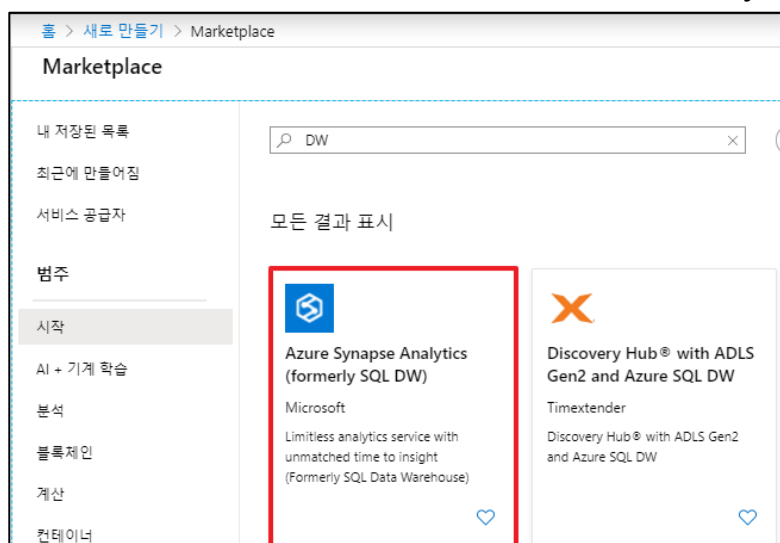 홈 > 새로 만들기 > Marketplace
Marketplace
내 저장된 목록
최근에 만들어짐
서비스 공급자
범주
시작
AI + 기계 학습
분석
블록체인
계산
컨테이너
DW
모든 결과 표시
Azure Synapse Analytics
(formerly SQL DW)
Microsoft
Limitless analytics service with
unmatched time to insight
(Formerly SQL Data Warehouse)
Discovery Hub® with ADLS
Gen2 and Azure SQL DW
Timextender
Discovery Hub® with ADLS Gen2
and Azure SQL DW